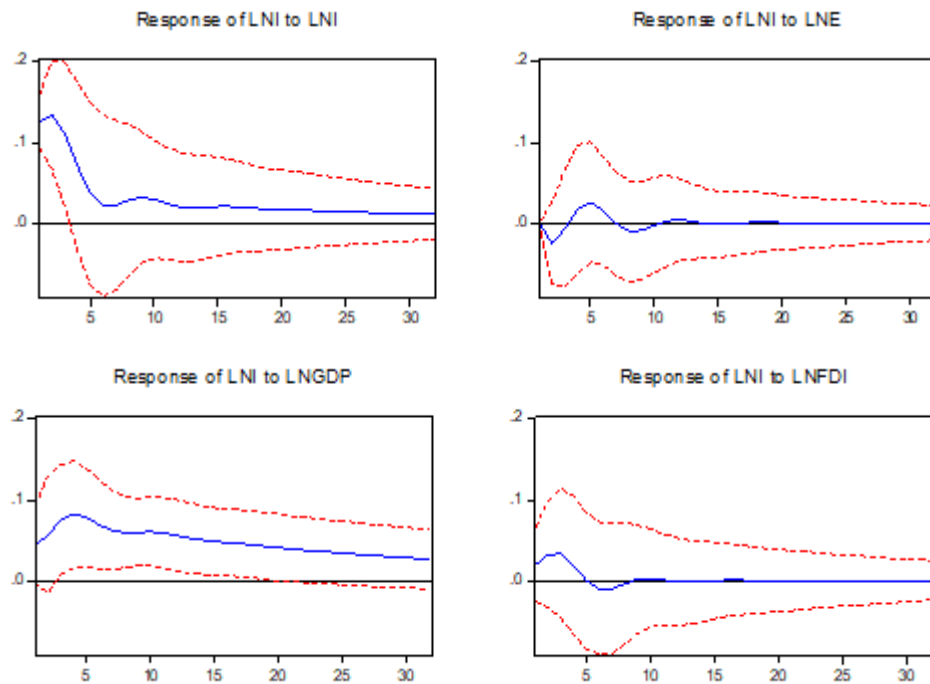 Response of LNI to LNI
.2
.1
.0
5 10 15 20 25 30
Response of LNI to LNE
.2
.1
.0
5 10 15 20 25 30
Response of LNI to LNGDP
.2
.1
.0
5 10 15 20 25 30
Response of LNI to LNFDI
.2
.1
.0
5 10 15 20 25 30